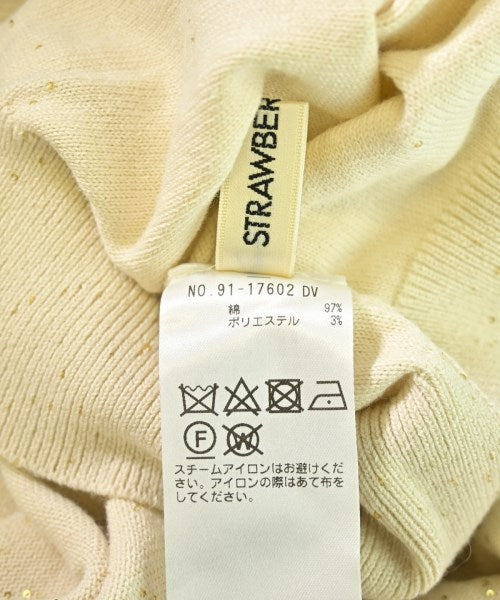 STRAWBER
NO.91-17602 DV
綿 97%
ポリエステル 3%
F
W
スチームアイロンはお避けくだ
さい。アイロンの際はあて布を
してください。